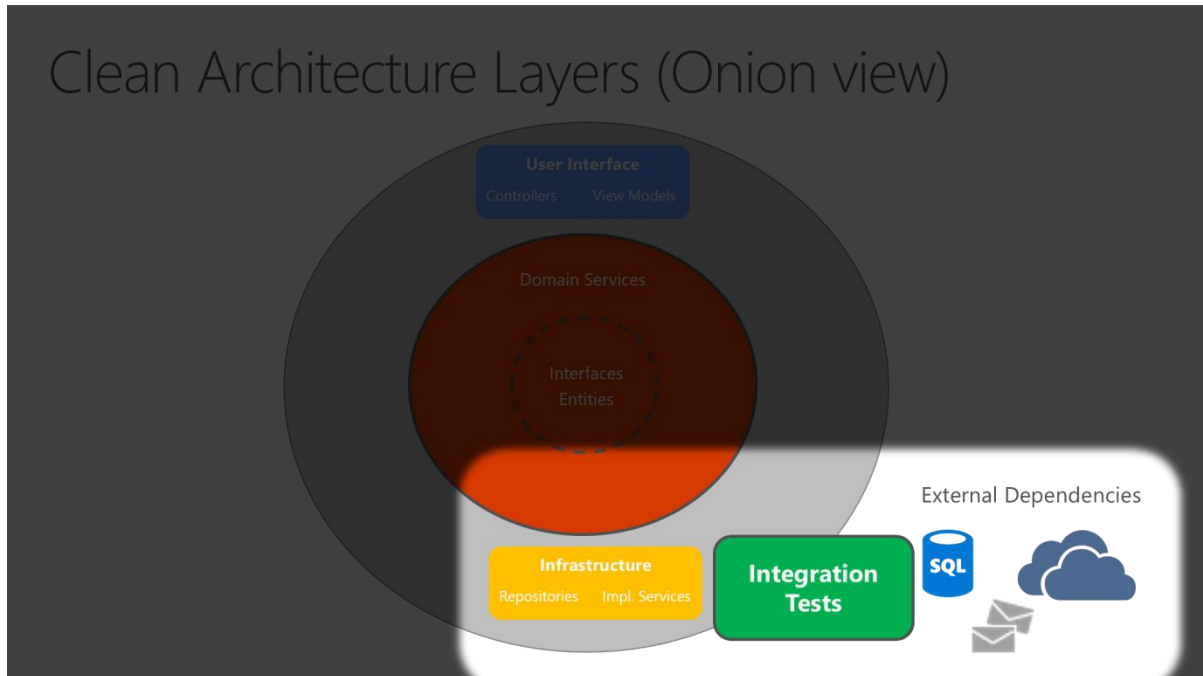 Clean Architecture Layers (Onion view)
User Interface
Controllers View Models
Domain Services
Interfaces
Entities
External Dependencies
Infrastructure
Repositories Impl. Services
Integration
Tests
SQL